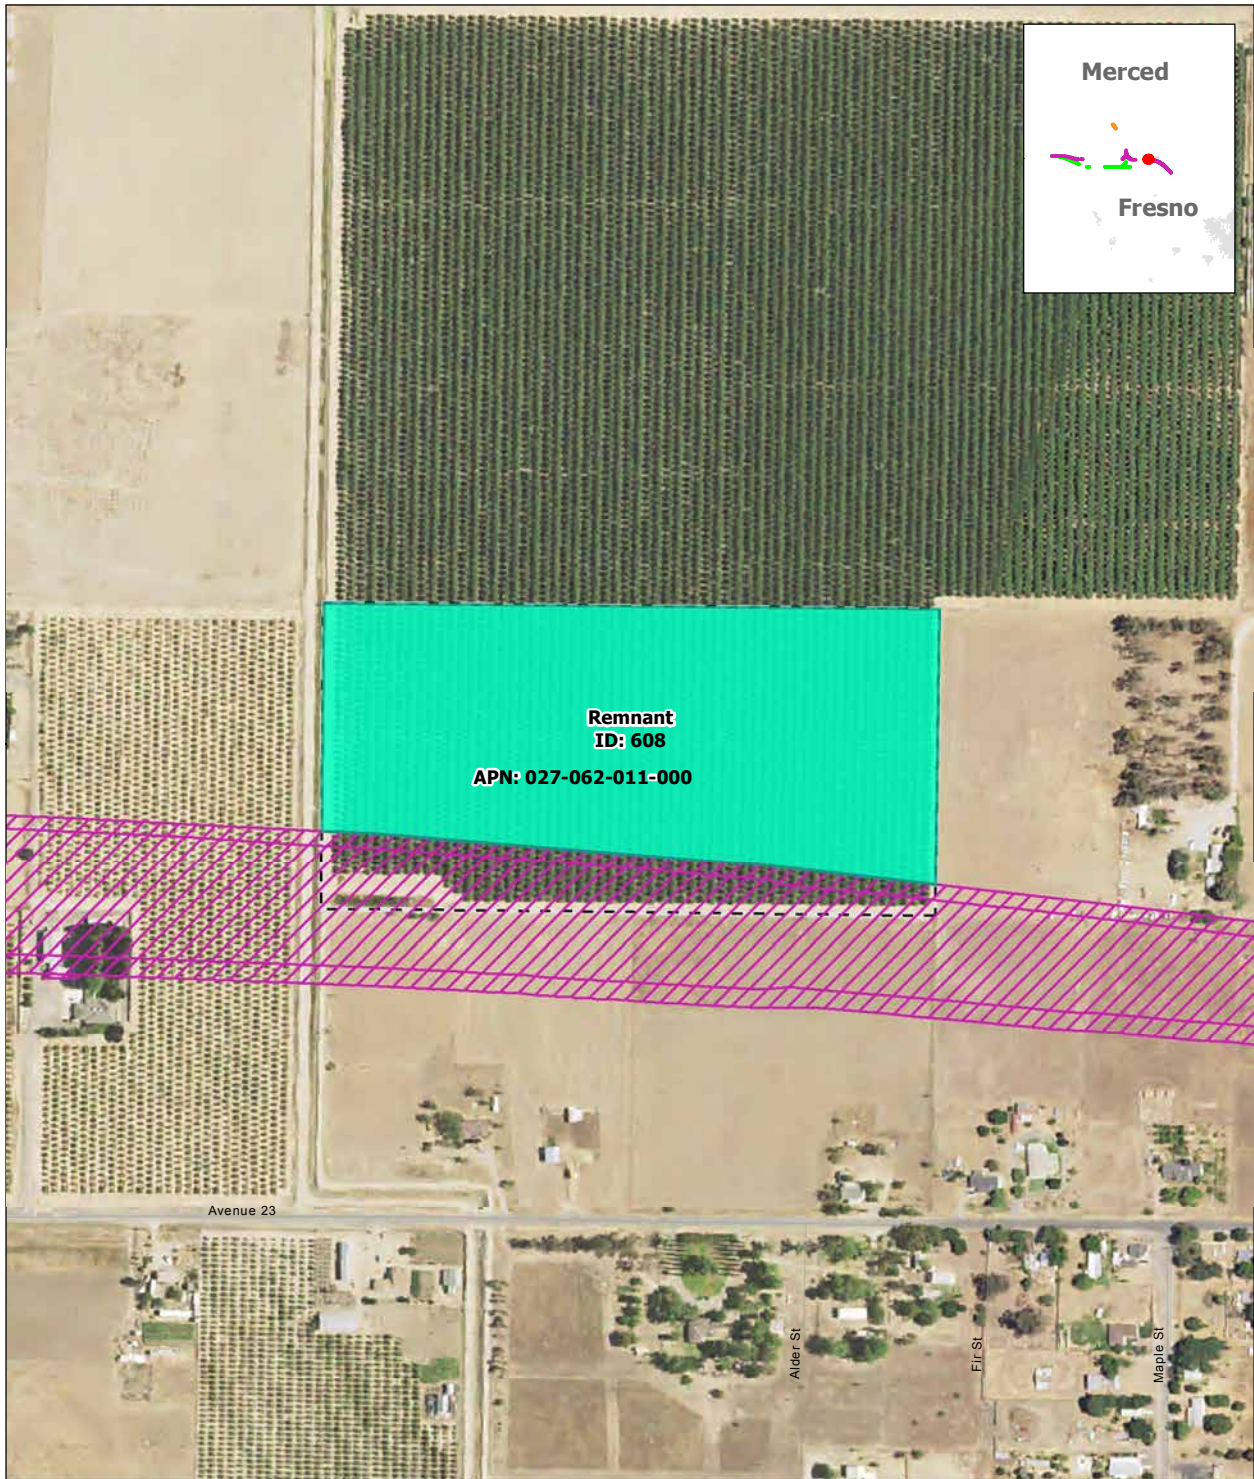 Merced
Fresno
Remnant
ID: 608
APN: 027-062-011-000
Avenue 23
Alder St
Fir St
Maple St